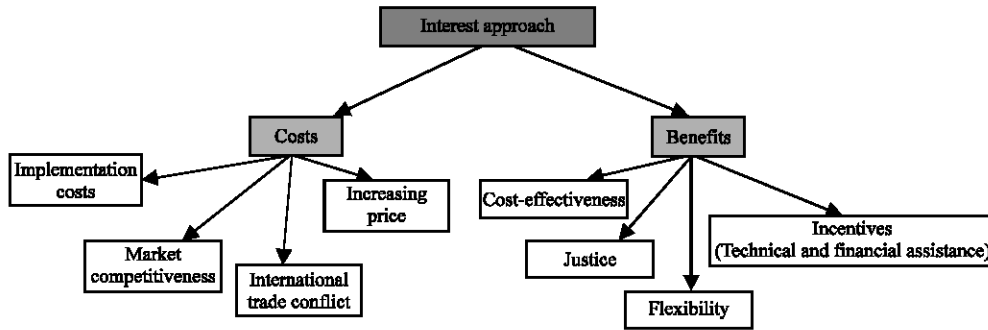 Interest approach
Costs
Benefits
Implementation
costs
Increasing
price
Market
competitiveness
International
trade conflict
Cost-effectiveness
Justice
Flexibility
Incentives
(Technical and financial assistance)